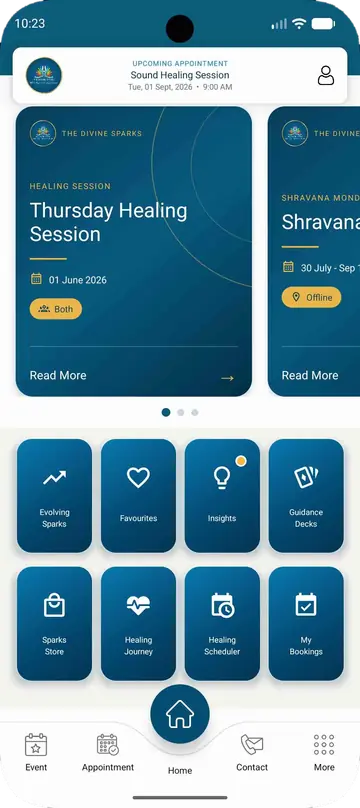 10:23
UPCOMING APPOINTMENT
Sound Healing Session
Tue, 01 Sept, 2026 • 9:00 AM
THE DIVINE SPARKS
HEALING SESSION
Thursday Healing
Session
01 June 2026
Both
Read More →
THE DIVINE
SHRAVANA MOND
Shravana
30 July - Sep
Offline
Read More
Evolving
Sparks
Favourites
Insights
Guidance
Decks
Sparks
Store
Healing
Journey
Healing
Scheduler
My
Bookings
Event
Appointment
Home
Contact
More